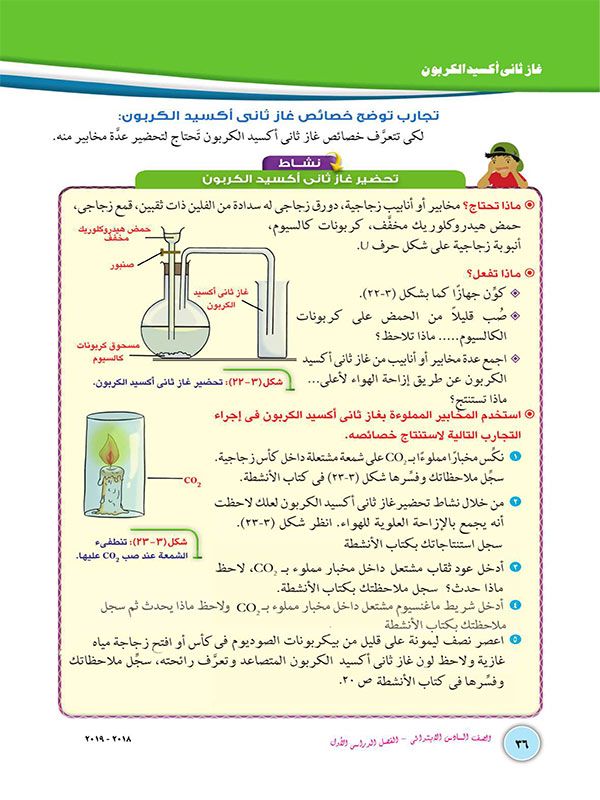 غاز ثانى أكسيد الكربون
تجارب توضح خصائص غاز ثانى أكسيد الكربون:
لكى تتعرَّف خصائص غاز ثانى أكسيد الكربون تَحتاج لتحضير عدَّة مخابير منه.
نشاط
تحضير غاز ثانى أكسيد الكربون
ماذا تحتاج؟ مخابير أو أنابيب زجاجية، دورق زجاجى له سدادة من الفلين ذات ثقبين، قمع زجاجى،
حمض هيدروكلوريك مخفَّف، كربونات كالسيوم،
أنبوبة زجاجية على شكل حرف U.
حمض هيدروكلوريك
مخفَّف
صنبور
غاز ثانى أكسيد
الكربون
مسحوق كربونات
كالسيوم
شكل(٣-٢٢): تحضير غاز ثانى أكسيد الكربون.
ماذا تفعل؟
كوِّن جهازًا كما بشكل (٣-٢٢).
صُب قليلاً من الحمض على كربونات
الكالسيوم..... ماذا تلاحظ؟
اجمع عدة مخابير أو أنابيب من غاز ثانى أكسيد
الكربون عن طريق إزاحة الهواء لأعلى...
ماذا تستنتج؟
استخدم المخابير المملوءة بغاز ثانى أكسيد الكربون فى إجراء
التجارب التالية لاستنتاج خصائصه.
١ نكِّس مخبارًا مملوءًا بـCO₂ على شمعة مشتعلة داخل كأس زجاجية.
سجِّل ملاحظاتك وفسِّرها شكل (٣-٢٣) فى كتاب الأنشطة.
٢ من خلال نشاط تحضير غاز ثانى أكسيد الكربون لعلك لاحظت
أنه يجمع بالإزاحة العلوية للهواء. انظر شكل (٣-٢٣).
سجل استنتاجاتك بكتاب الأنشطة
CO₂
شكل(٣-٢٣): تنطفىء
الشمعة عند صب CO₂ عليها.
٣ أدخل عود ثقاب مشتعل داخل مخبار مملوء بـ CO₂، لاحظ
ماذا حدث؟ سجل ملاحظتك بكتاب الأنشطة.
٤ أدخل شريط ماغنسيوم مشتعل داخل مخبار مملوء بـ CO₂ ولاحظ ماذا يحدث ثم سجل
ملاحظتك بكتاب الأنشطة
٥ اعصر نصف ليمونة على قليل من بيكربونات الصوديوم فى كأس أو افتح زجاجة مياه
غازية ولاحظ لون غاز ثانى أكسيد الكربون المتصاعد وتعرَّف رائحته، سجِّل ملاحظاتك
وفسِّرها فى كتاب الأنشطة ص ٢٠.
٣٦
الصف السادس الابتدائي - الفصل الدراسي الأول
٢٠١٨ - ٢٠١٩